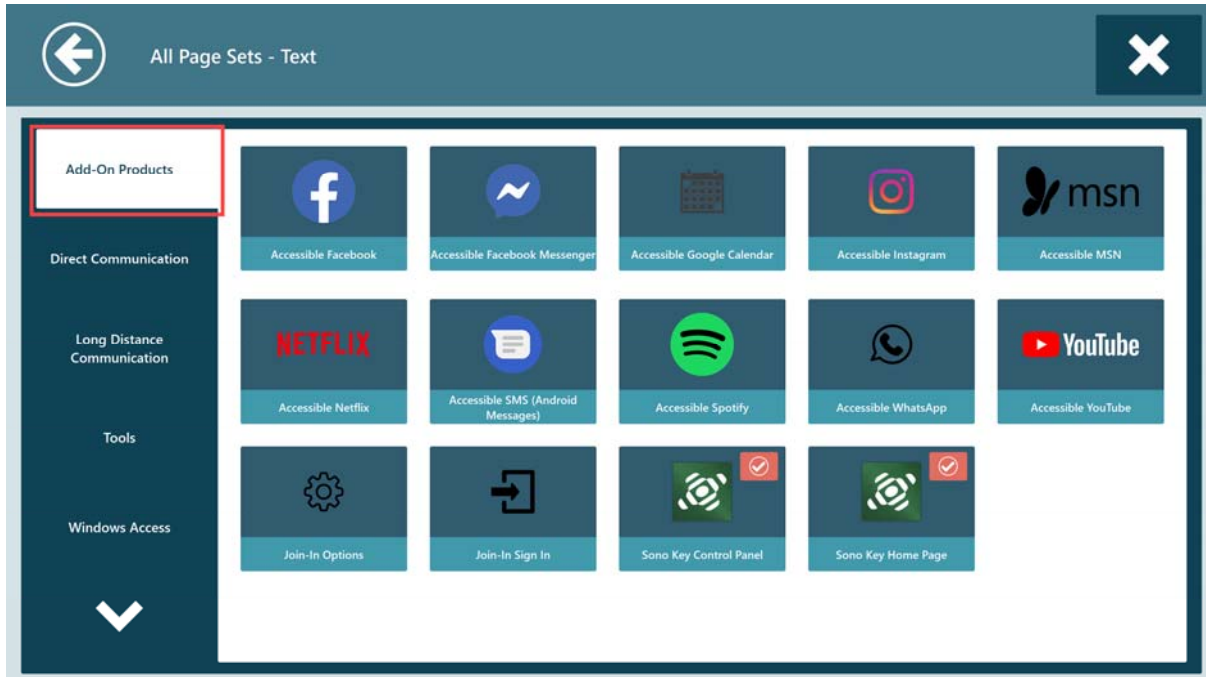 All Page Sets - Text
Add-On Products
Direct Communication
Long Distance
Communication
Tools
Windows Access
f
Accessible Facebook
Accessible Facebook Messenger
Accessible Google Calendar
Accessible Instagram
msn
Accessible MSN
NETFLIX
Accessible Netflix
Accessible SMS (Android
Messages)
Accessible Spotify
Accessible WhatsApp
YouTube
Accessible YouTube
Join-In Options
Join-In Sign In
Sono Key Control Panel
Sono Key Home Page